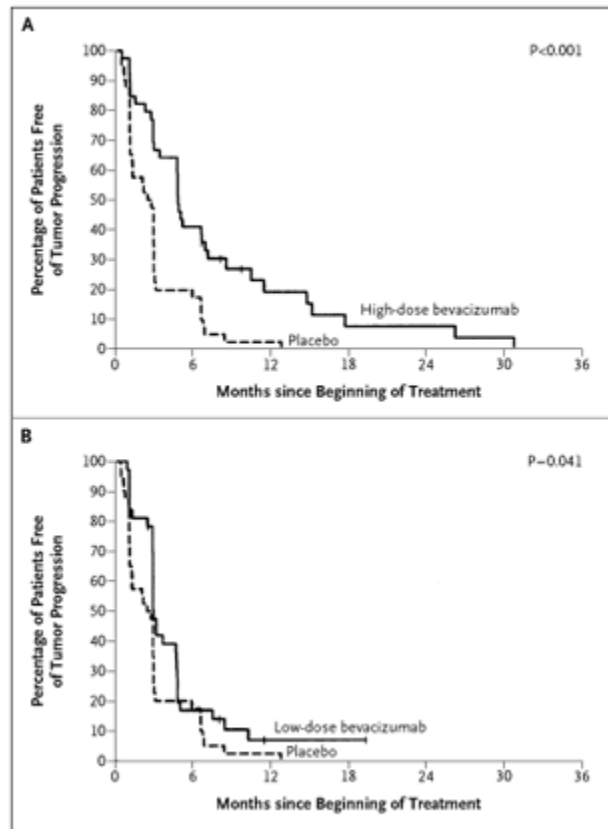 A
P<0.001
Percentage of Patients Free
of Tumor Progression
100
90
80
70
60
50
40
30
20
10
0
High-dose bevacizumab
Placebo
0 6 12 18 24 30 36
Months since Beginning of Treatment
B
P=0.041
Percentage of Patients Free
of Tumor Progression
100
90
80
70
60
50
40
30
20
10
0
Low-dose bevacizumab
Placebo
0 6 12 18 24 30 36
Months since Beginning of Treatment